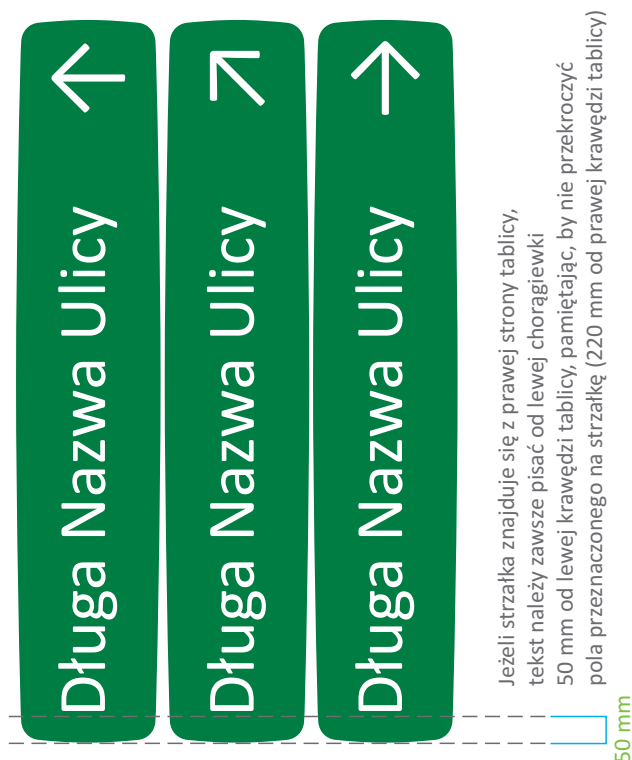 Długa Nazwa Ulicy
Długa Nazwa Ulicy
Długa Nazwa Ulicy
Jeżeli strzałka znajduje się z prawej strony tablicy,
tekst należy zawsze pisać od lewej chorągiewki
50 mm od lewej krawędzi tablicy, pamiętając, by nie przekroczyć
pola przeznaczonego na strzałkę (220 mm od prawej krawędzi tablicy)
50 mm